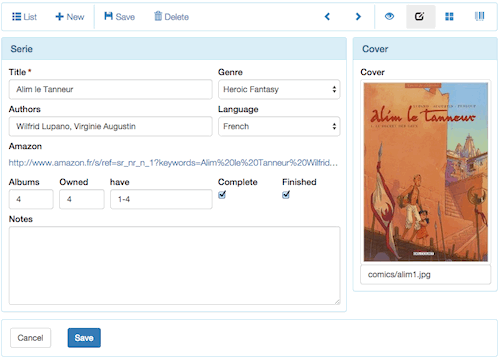 List New Save Delete
Serie
Title *
Genre
Alim le Tanneur
Heroic Fantasy
Authors
Language
Wilfrid Lupano, Virginie Augustin
French
Amazon
http://www.amazon.fr/s/ref=sr_nr_n_1?keywords=Alim%20le%20Tanneur%20Wilfrid...
Albums Owned have Complete Finished
4 4 1-4
Notes
Cancel Save
Cover
Cover
alim le tanneur
comics/alim1.jpg